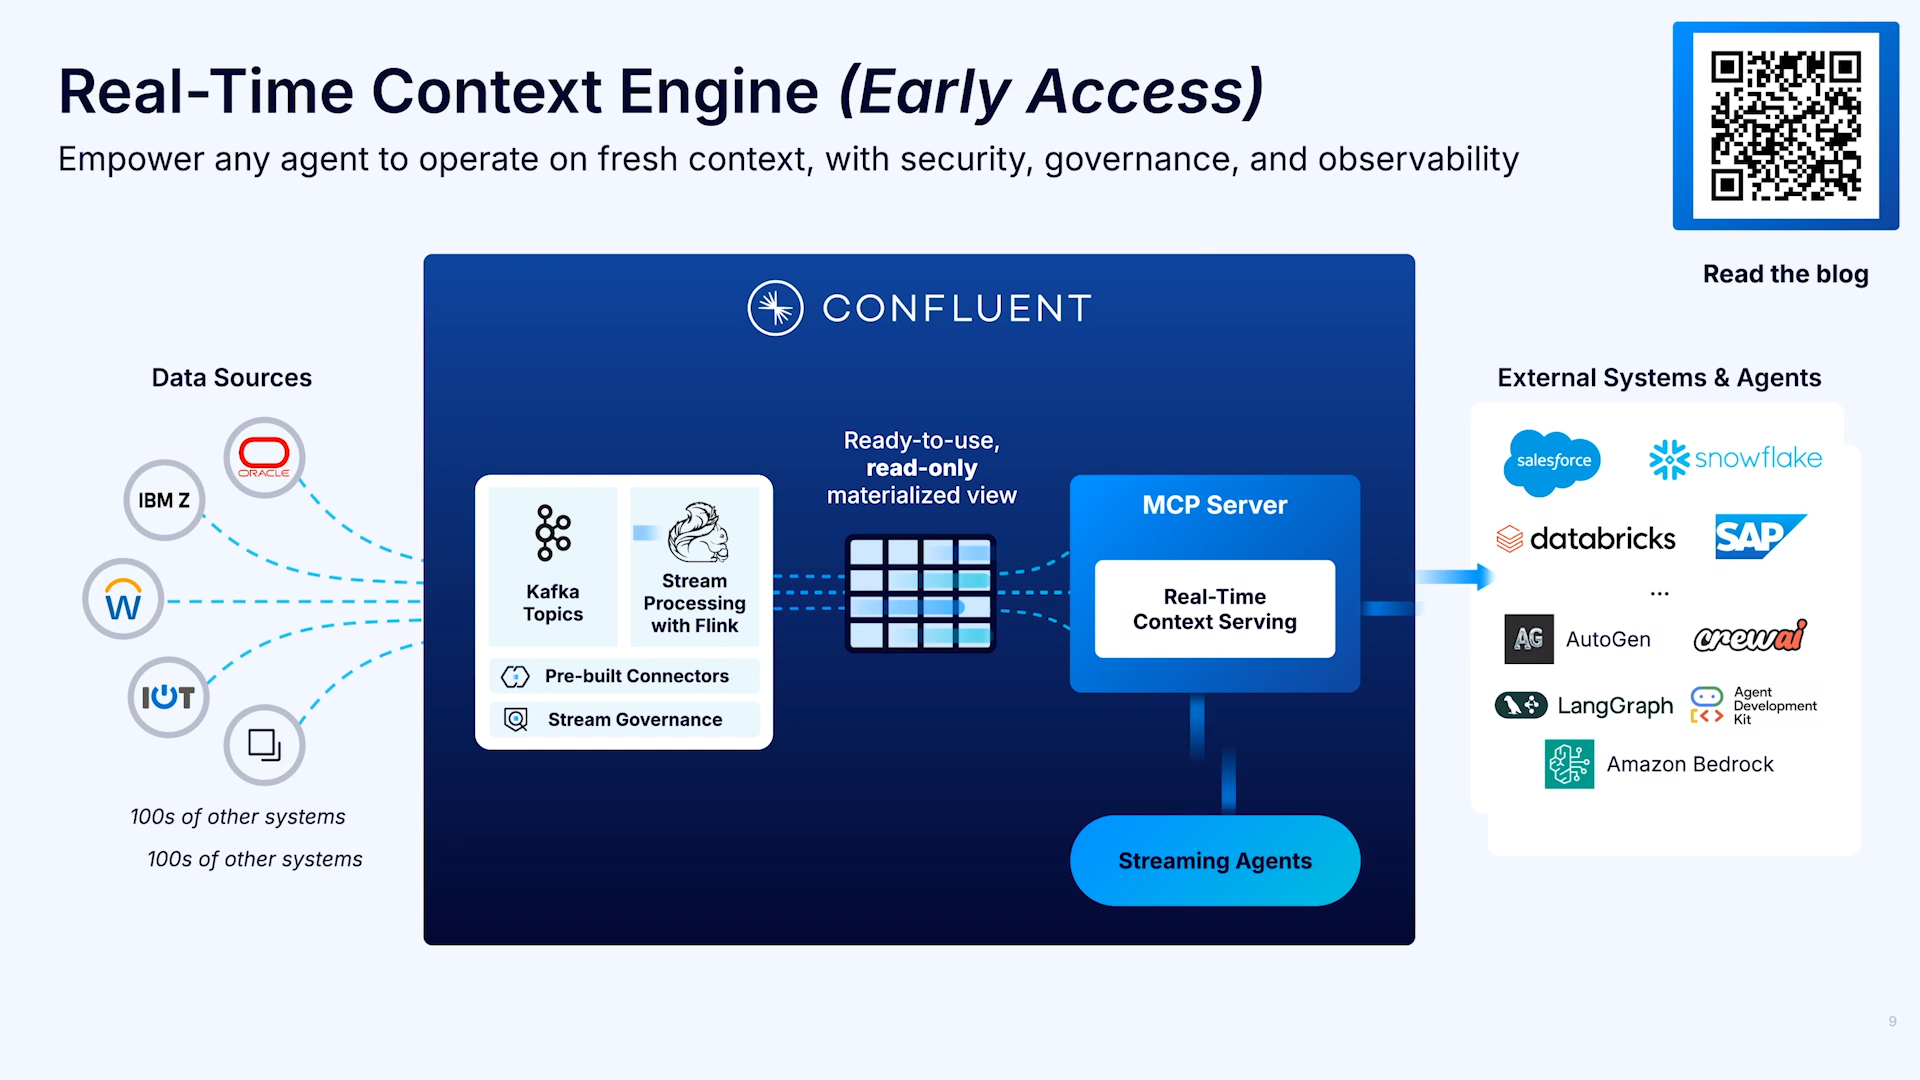 Real-Time Context Engine (Early Access)
Empower any agent to operate on fresh context, with security, governance, and observability
Read the blog
CONFLUENT
Data Sources
ORACLE
IBM Z
W
IOT
100s of other systems
100s of other systems
Kafka
Topics
Stream
Processing
with Flink
Pre-built Connectors
Stream Governance
Ready-to-use,
read-only
materialized view
MCP Server
Real-Time
Context Serving
Streaming Agents
External Systems & Agents
salesforce
snowflake
databricks
SAP
...
AG
AutoGen
crewai
LangGraph
Agent
Development
Kit
Amazon Bedrock
9